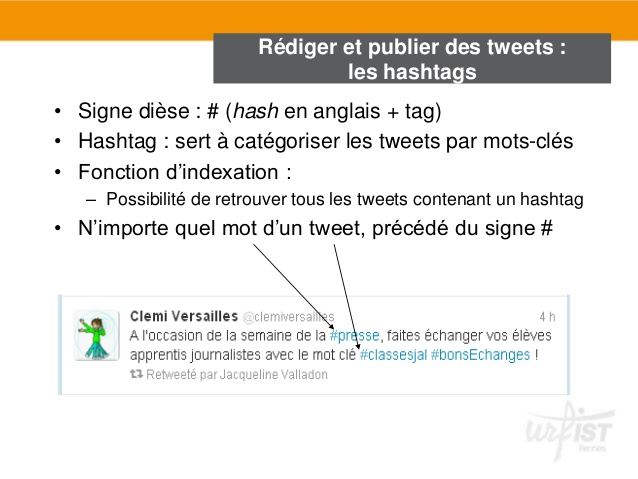 Rédiger et publier des tweets :
les hashtags
• Signe dièse : # (hash en anglais + tag)
• Hashtag : sert à catégoriser les tweets par mots-clés
• Fonction d’indexation :
– Possibilité de retrouver tous les tweets contenant un hashtag
• N’importe quel mot d’un tweet, précédé du signe #
Clemi Versailles @clemiversailles 4 h
A l'occasion de la semaine de la #presse, faites échanger vos élèves
apprentis journalistes avec le mot clé #classesjal #bonsEchanges !
Retweeté par Jacqueline Valladon
urfIST
Rennes